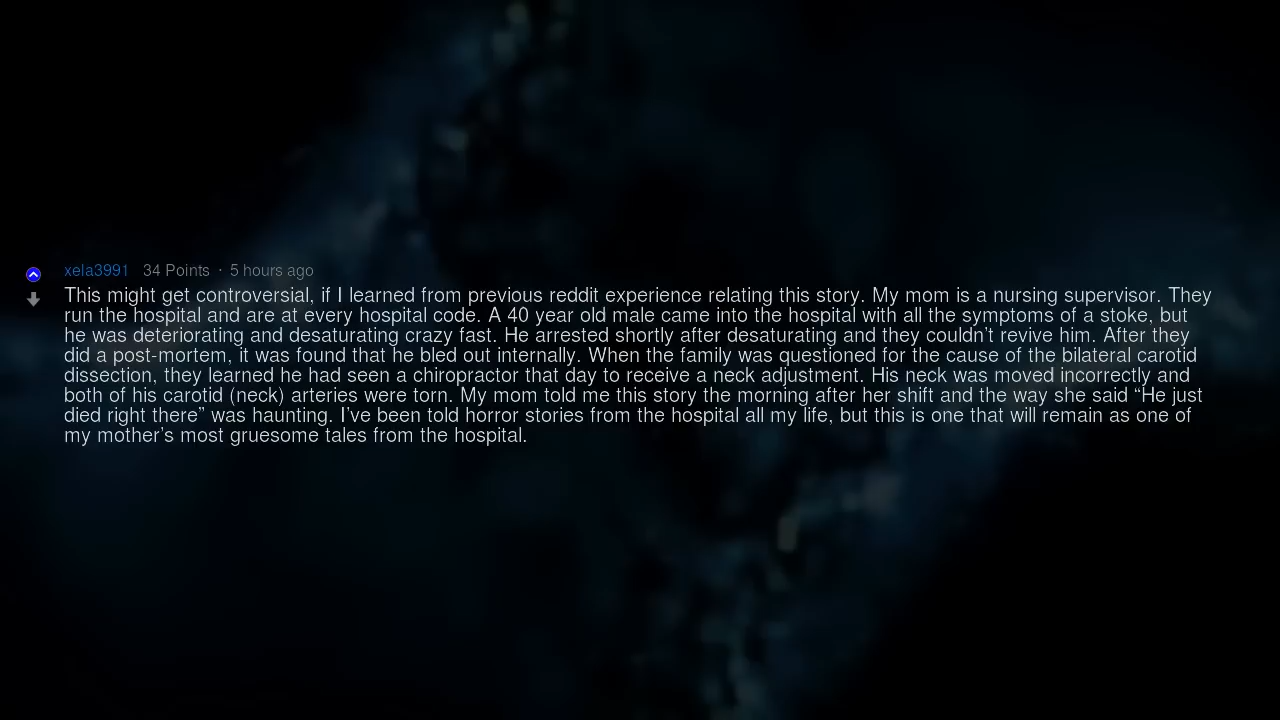 xela3991 34 Points · 5 hours ago
This might get controversial, if I learned from previous reddit experience relating this story. My mom is a nursing supervisor. They
run the hospital and are at every hospital code. A 40 year old male came into the hospital with all the symptoms of a stoke, but
he was deteriorating and desaturating crazy fast. He arrested shortly after desaturating and they couldn’t revive him. After they
did a post-mortem, it was found that he bled out internally. When the family was questioned for the cause of the bilateral carotid
dissection, they learned he had seen a chiropractor that day to receive a neck adjustment. His neck was moved incorrectly and
both of his carotid (neck) arteries were torn. My mom told me this story the morning after her shift and the way she said “He just
died right there” was haunting. I’ve been told horror stories from the hospital all my life, but this is one that will remain as one of
my mother’s most gruesome tales from the hospital.